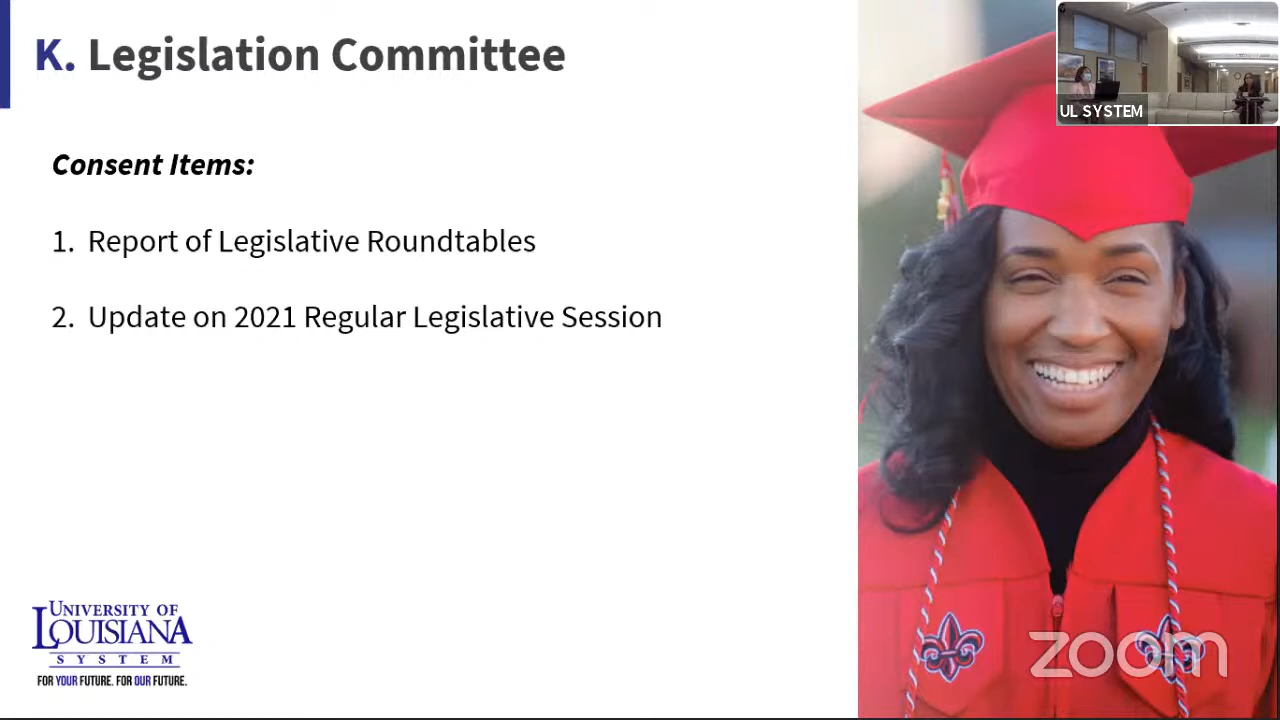 K. Legislation Committee
UL SYSTEM
Consent Items:
1. Report of Legislative Roundtables
2. Update on 2021 Regular Legislative Session
UNIVERSITY OF
LOUISIANA
SYSTEM
FOR YOUR FUTURE. FOR OUR FUTURE.
zoom